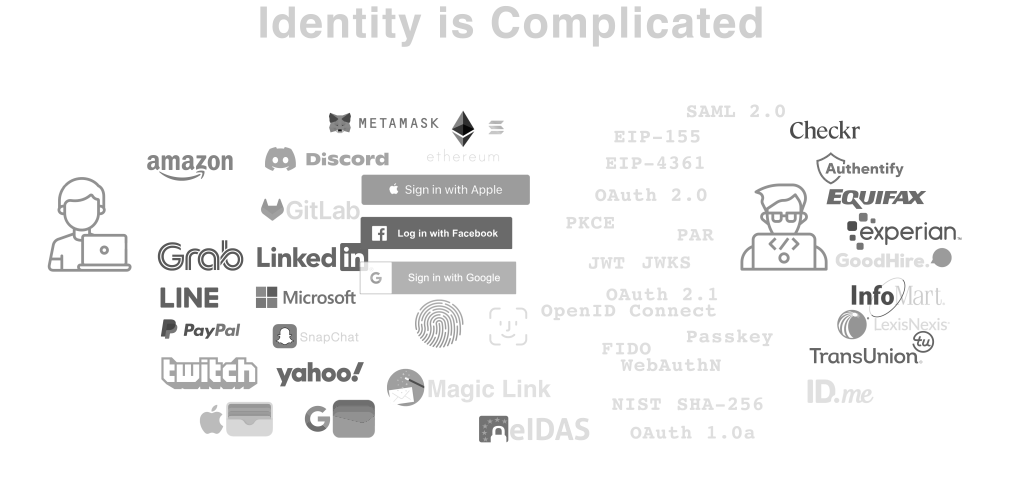 Identity is Complicated
METAMASK
ethereum
amazon
Discord
Sign in with Apple
GitLab
Log in with Facebook
Grab
Linked in
Sign in with Google
LINE
Microsoft
PayPal
SnapChat
twitch
yahoo!
Magic Link
G
eIDAS
SAML 2.0
EIP-155
EIP-4361
OAuth 2.0
PKCE
PAR
JWT JWKS
OAuth 2.1
OpenID Connect
Passkey
FIDO
WebAuthN
NIST SHA-256
OAuth 1.0a
Checkr
Authentify
EQUIFAX
experian.
GoodHire.
InfoMart.
LexisNexis
tu
TransUnion
ID.me